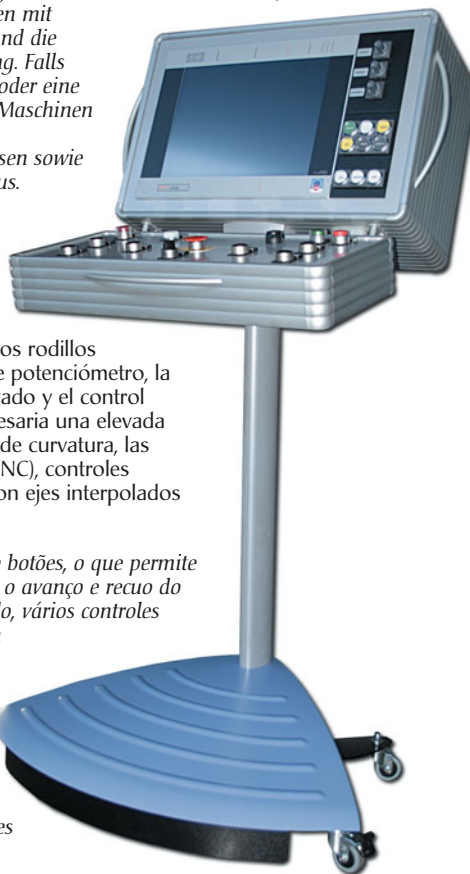 en mit
nd die
g. Falls
oder eine
Maschinen
sen sowie
us.
os rodillos
e potenciómetro, la
ado y el control
esaria una elevada
de curvatura, las
NC), controles
on ejes interpolados
botões, o que permite
o avanço e recuo do
lo, vários controles
es